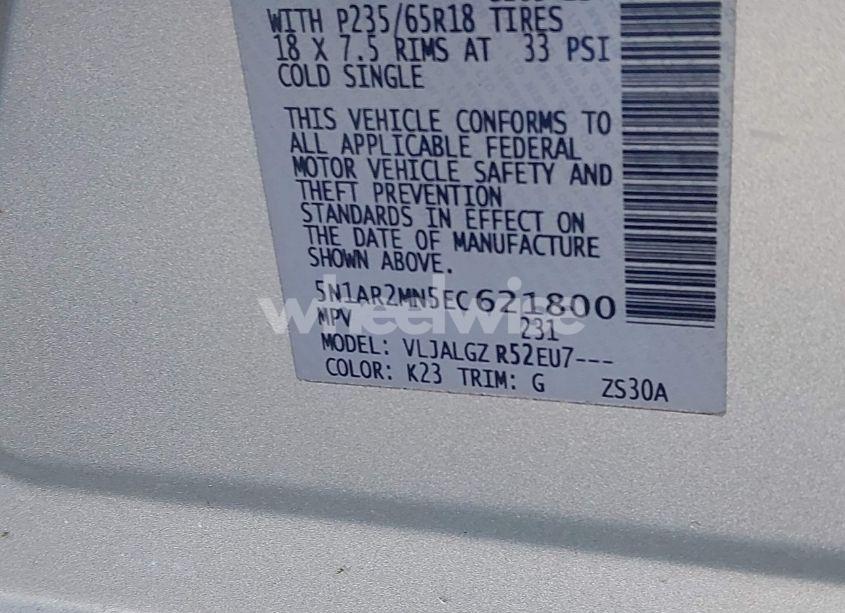 WITH P235/65R18 TIRES
18 X 7.5 RIMS AT 33 PSI
COLD SINGLE
THIS VEHICLE CONFORMS TO
ALL APPLICABLE FEDERAL
MOTOR VEHICLE SAFETY AND
THEFT PREVENTION
STANDARDS IN EFFECT ON
THE DATE OF MANUFACTURE
SHOWN ABOVE.
5N1AR2MN5EC621800
MPV 231
MODEL: VLJALGZ R52EU7---
COLOR: K23 TRIM: G ZS30A